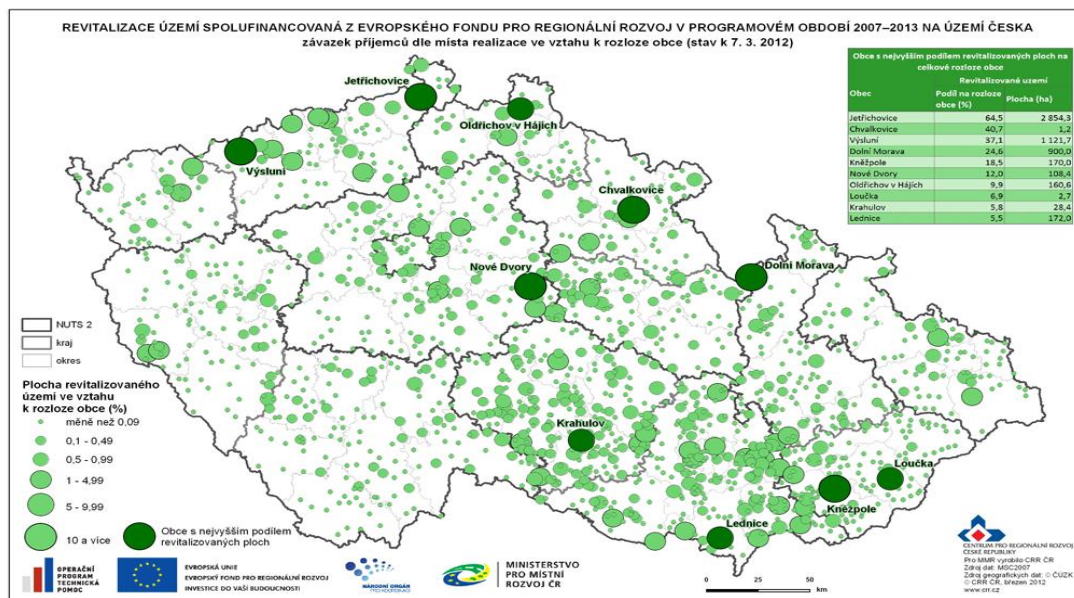 REVITALIZACE ÚZEMÍ SPOLUFINANCOVANÁ Z EVROPSKÉHO FONDU PRO REGIONÁLNÍ ROZVOJ V PROGRAMOVÉM OBDOBÍ 2007–2013 NA ÚZEMÍ ČESKA
závazek příjemců dle místa realizace ve vztahu k rozloze obce (stav k 7. 3. 2012)
Obce s nejvyšším podílem revitalizovaných ploch na celkové rozloze obce
Revitalizované uzemí
Obec Podíl na rozloze obce (%) Plocha (ha)
Jetřichovice 64,5 2 854,3
Chvalkovice 40,7 1,2
Výsluní 37,1 1 121,7
Dolní Morava 24,6 900,0
Kněžpole 18,5 170,0
Nové Dvory 12,0 108,4
Oldřichov v Hájích 9,9 160,6
Loučka 6,9 2,7
Krahulov 5,8 28,4
Lednice 5,5 172,0
Jetřichovice
Oldřichov v Hájích
Výsluní
Chvalkovice
Nové Dvory
Dolní Morava
Krahulov
Loučka
Kněžpole
Lednice
NUTS 2
kraj
okres
Plocha revitalizovaného
území ve vztahu
k rozloze obce (%)
méně než 0,09
0,1 - 0,49
0,5 - 0,99
1 - 4,99
5 - 9,99
10 a více
Obce s nejvyšším podílem
revitalizovaných ploch
OPERAČNÍ
PROGRAM
TECHNICKÁ
POMOC
EVROPSKÁ UNIE
EVROPSKÝ FOND PRO REGIONÁLNÍ ROZVOJ
INVESTICE DO VAŠÍ BUDOUCNOSTI
NÁRODNÍ ORGÁN
PRO KOORDINACI
MINISTERSTVO
PRO MÍSTNÍ
ROZVOJ ČR
0 50
km
CENTRUM PRO REGIONÁLNÍ ROZVOJ
ČESKÉ REPUBLIKY
Pro MMR vyrobilo CRR ČR
Zdroj dat: MSC2007
Zdroj geografických dat: © ČÚZK
© CRR ČR, březen 2012
www.crr.cz